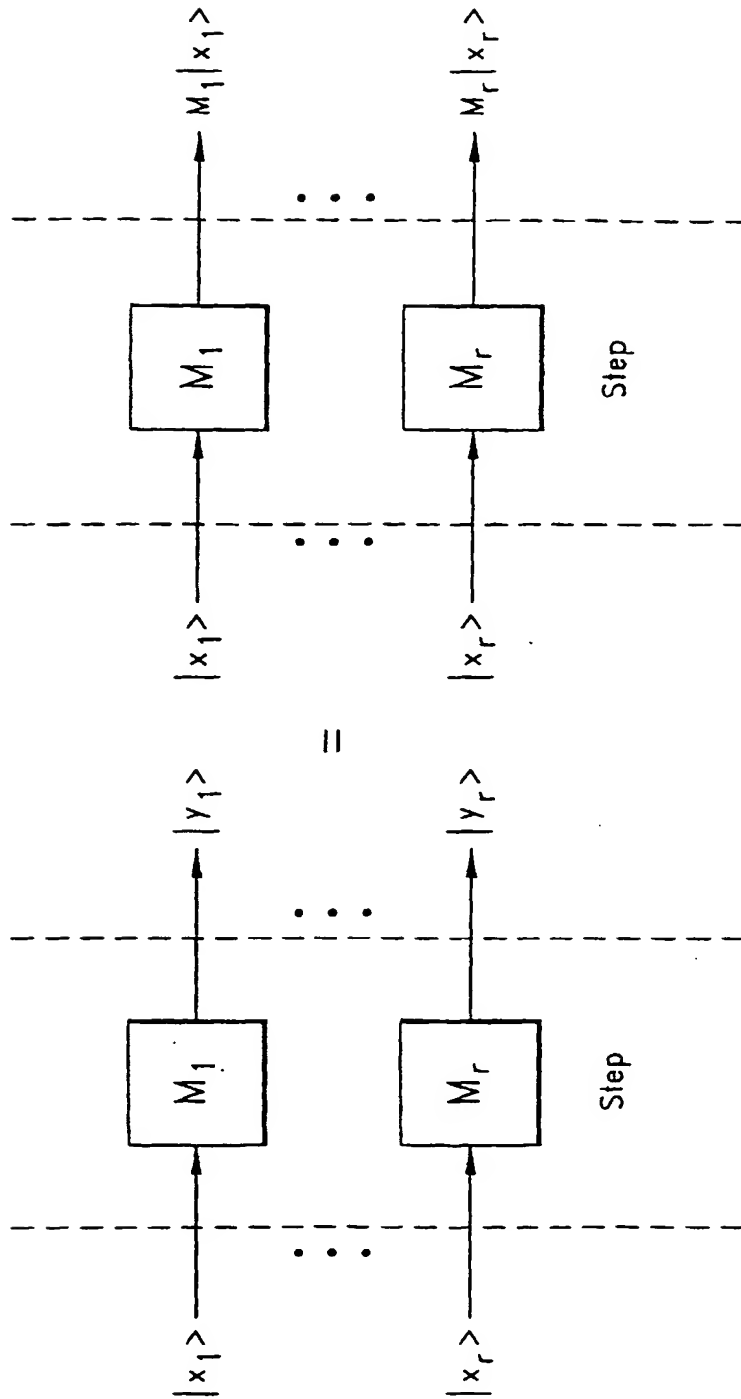 |x₁> M₁ |y₁> |x₁> M₁ M₁|x₁>
• • • • • • = • • • • • •
|xᵣ> Mᵣ |yᵣ> |xᵣ> Mᵣ Mᵣ|xᵣ>
Step Step